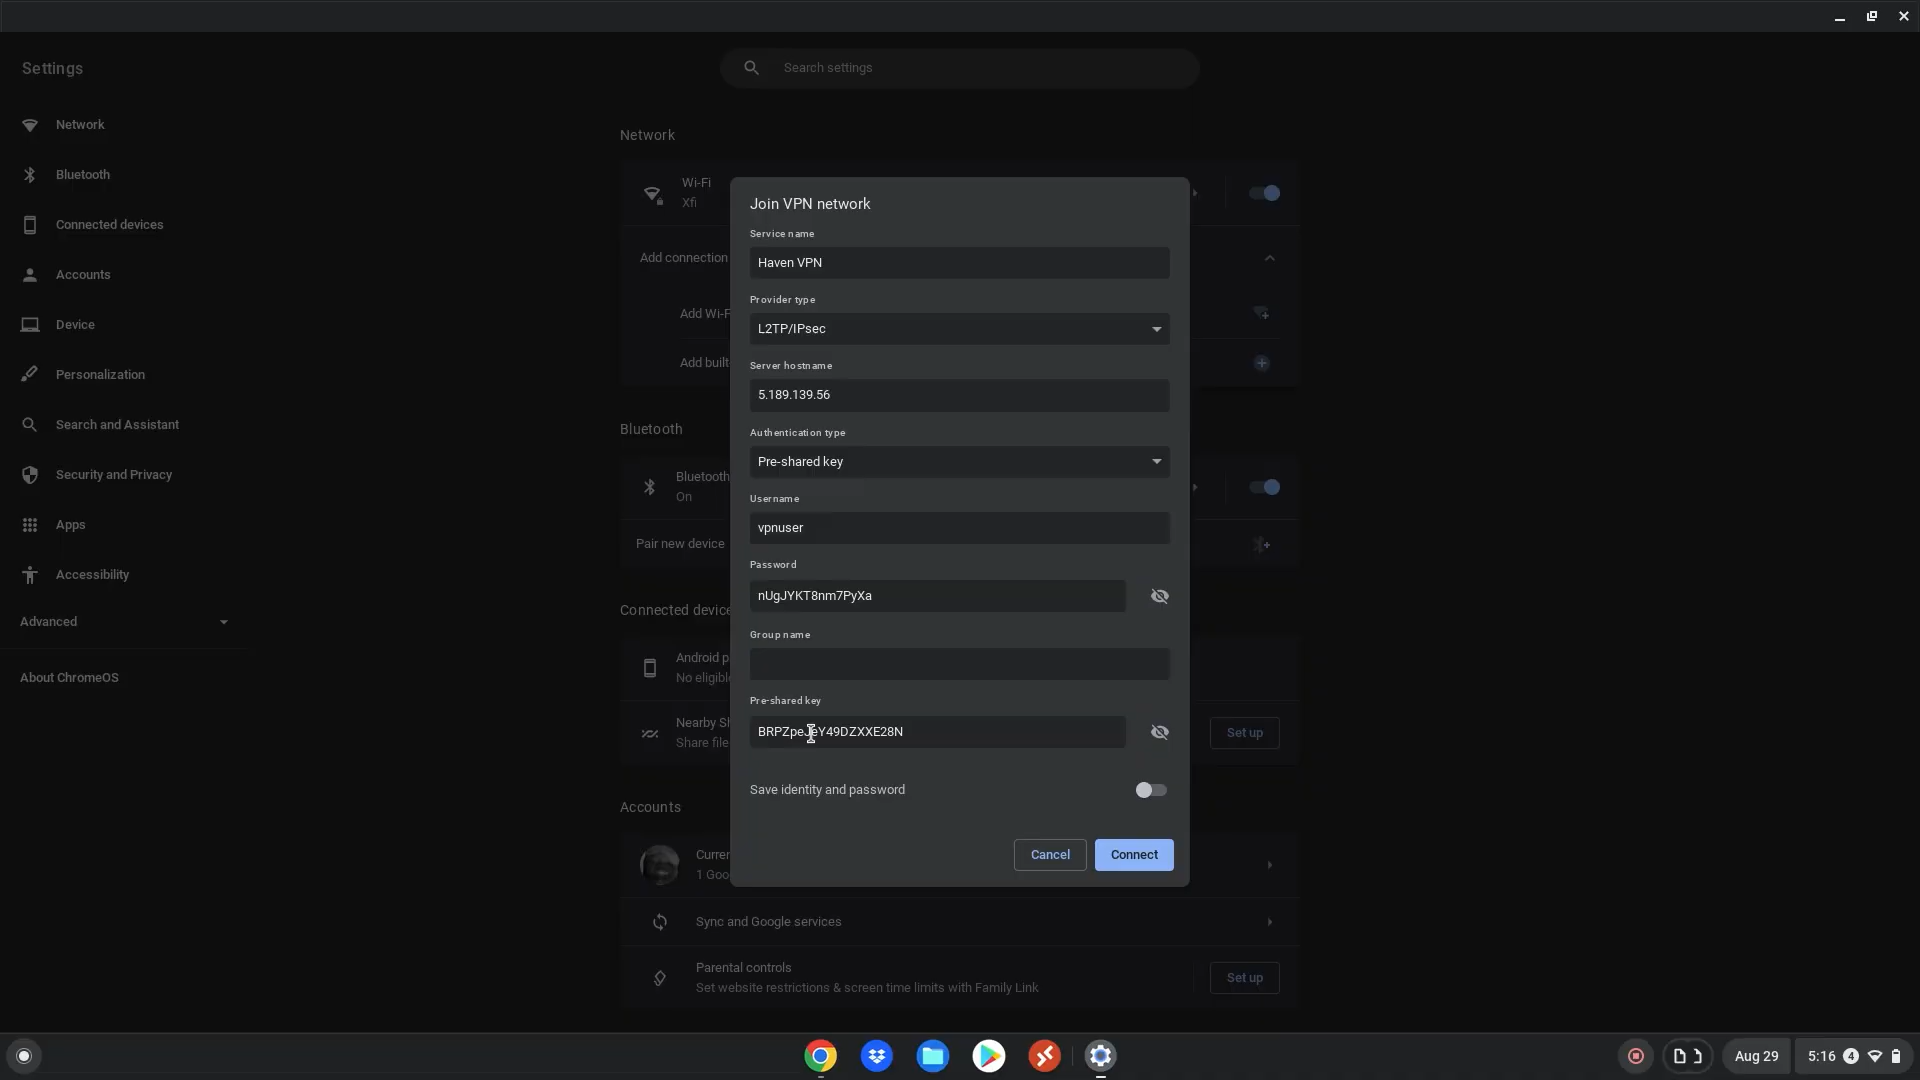 Settings
Search settings
Network
Bluetooth
Connected devices
Accounts
Device
Personalization
Search and Assistant
Security and Privacy
Apps
Accessibility
Advanced
About ChromeOS
Network
Wi-Fi
Xfi
Add connection
Add Wi-F
Add built
Bluetooth
Bluetooth
On
Pair new device
Connected device
Android p
No eligibl
Nearby Sh
Share file
Set up
Accounts
Curren
1 Goo
Sync and Google services
Parental controls
Set website restrictions & screen time limits with Family Link
Set up
Join VPN network
Service name
Haven VPN
Provider type
L2TP/IPsec
Server hostname
5.189.139.56
Authentication type
Pre-shared key
Username
vpnuser
Password
nUgJYKT8nm7PyXa
Group name
Pre-shared key
BRPZpeJeY49DZXXE28N
Save identity and password
Cancel
Connect
Aug 29
5:16
4